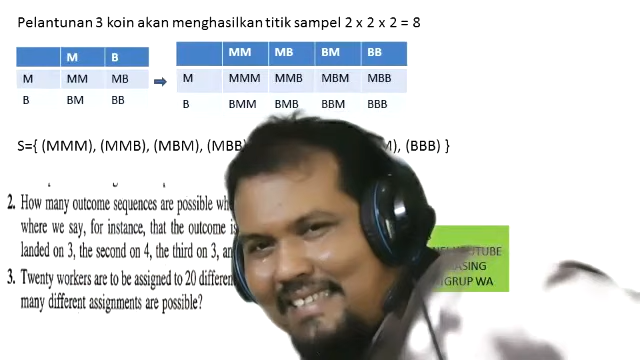 Pelantunan 3 koin akan menghasilkan titik sampel 2 x 2 x 2 = 8
M B
M MM MB
B BM BB
MM MB BM BB
M MMM MMB MBM MBB
B BMM BMB BBM BBB
S={ (MMM), (MMB), (MBM), (MBB) ), (BBB) }
2. How many outcome sequences are possible
where we say, for instance, that the outcome is
landed on 3, the second on 4, the third on 3,
3. Twenty workers are to be assigned to 20
many different assignments are possible?
GRUP WA